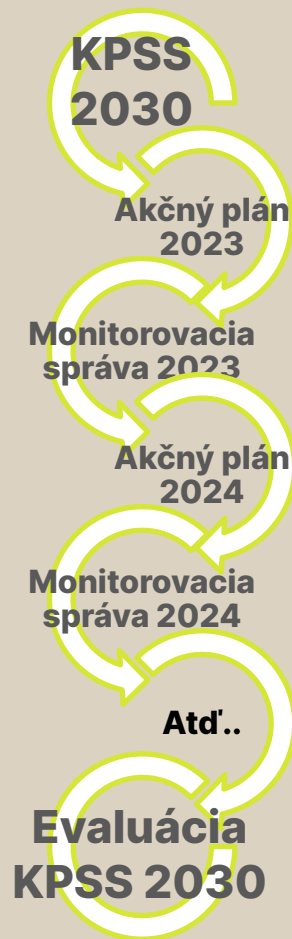 KPSS
2030
Akčný plán
2023
Monitorovacia
správa 2023
Akčný plán
2024
Monitorovacia
správa 2024
Atď..
Evaluácia
KPSS 2030